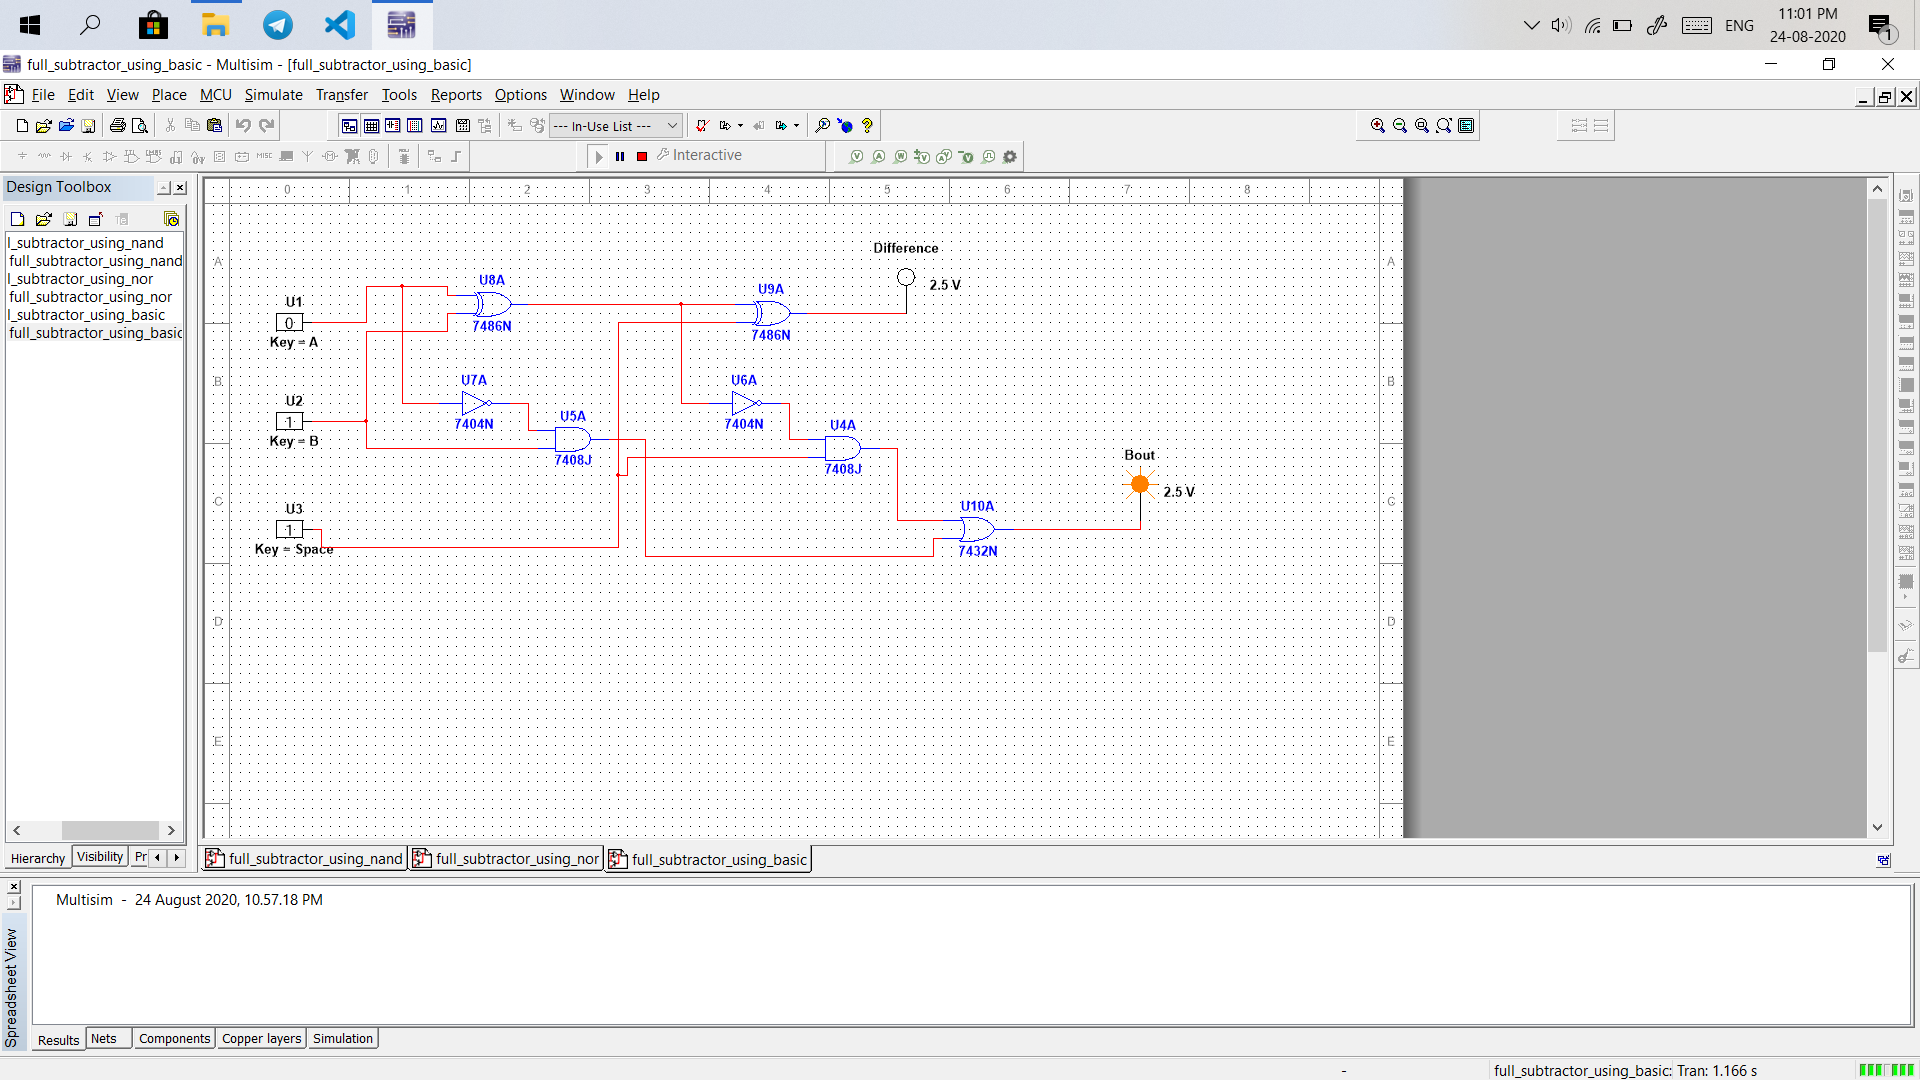 ENG
11:01 PM
24-08-2020
1
full_subtractor_using_basic - Multisim - [full_subtractor_using_basic]
File Edit View Place MCU Simulate Transfer Tools Reports Options Window Help
--- In-Use List ---
Interactive
Design Toolbox
l_subtractor_using_nand
full_subtractor_using_nand
l_subtractor_using_nor
full_subtractor_using_nor
l_subtractor_using_basic
full_subtractor_using_basic
Hierarchy Visibility Pr
0 1 2 3 4 5 6 7 8
A A
B B
C C
D D
E E
Difference
2.5 V
U8A
7486N
U9A
7486N
U1
0
Key = A
U7A
7404N
U6A
7404N
U2
1
Key = B
U5A
7408J
U4A
7408J
Bout
2.5 V
U3
1
Key = Space
U10A
7432N
full_subtractor_using_nand full_subtractor_using_nor full_subtractor_using_basic
Multisim - 24 August 2020, 10.57.18 PM
Spreadsheet View
Results Nets Components Copper layers Simulation
- full_subtractor_using_basic: Tran: 1.166 s